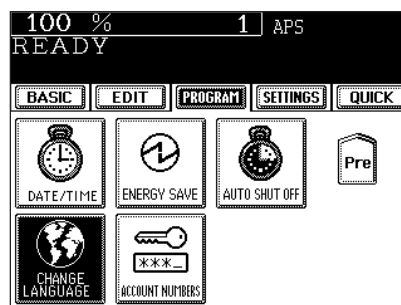 100 % 1 APS
READY
BASIC EDIT PROGRAM SETTINGS QUICK
DATE/TIME ENERGY SAVE AUTO SHUT OFF Pre
CHANGE
LANGUAGE
***_
ACCOUNT NUMBERS